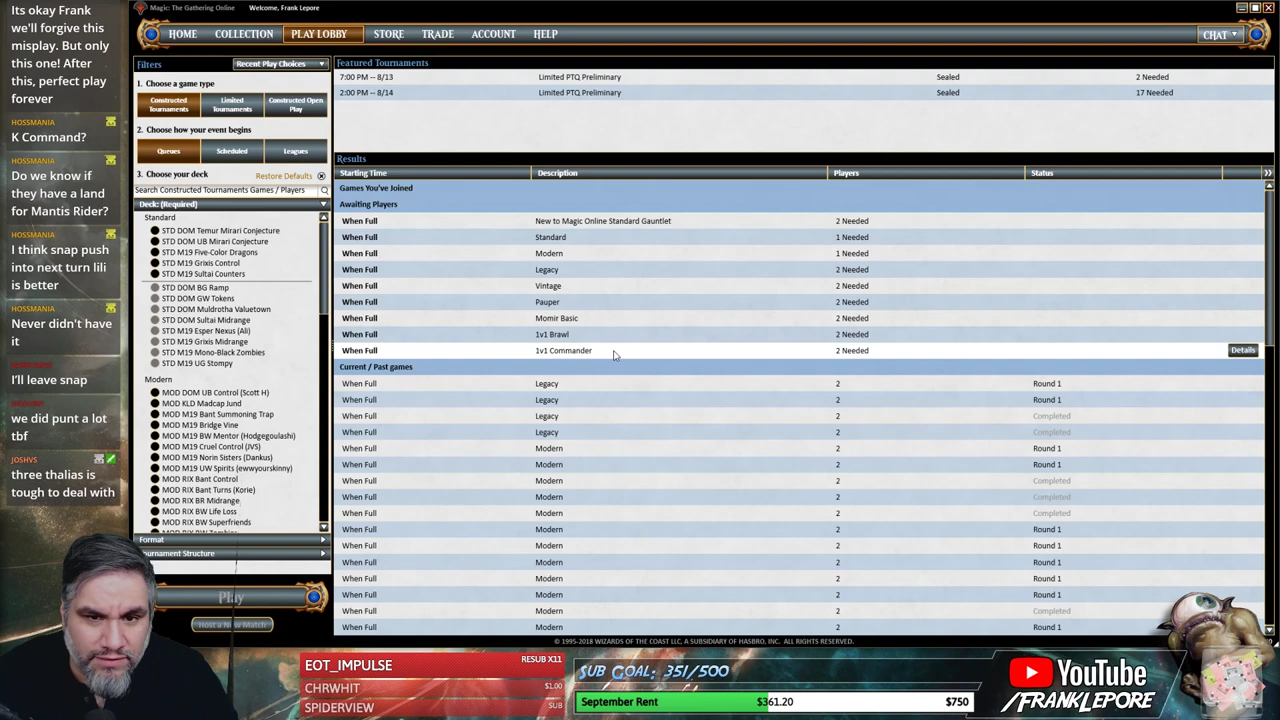 Its okay Frank
we'll forgive this
misplay. But only
this one! After
this, perfect play
forever
HOSSMANIA
K Command?
HOSSMANIA
Do we know if
they have a land
for Mantis Rider?
HOSSMANIA
I think snap push
into next turn lili
is better
HOSSMANIA
Never didn't have
it
I'll leave snap
we did punt a lot
tbf
JOSHVS
three thalias is
tough to deal with
Magic: The Gathering Online Welcome, Frank Lepore
HOME COLLECTION PLAY LOBBY STORE TRADE ACCOUNT HELP CHAT
Filters Recent Play Choices
1. Choose a game type
Constructed Tournaments Limited Tournaments Constructed Open Play
2. Choose how your event begins
Queues Scheduled Leagues
3. Choose your deck Restore Defaults
Search Constructed Tournaments Games / Players
Deck: (Required)
Standard
STD DOM Temur Mirari Conjecture
STD DOM UB Mirari Conjecture
STD M19 Five-Color Dragons
STD M19 Grixis Control
STD M19 Sultai Counters
STD DOM BG Ramp
STD DOM GW Tokens
STD DOM Muldrotha Valuetown
STD DOM Sultai Midrange
STD M19 Esper Nexus (Ali)
STD M19 Grixis Midrange
STD M19 Mono-Black Zombies
STD M19 UG Stompy
Modern
MOD DOM UB Control (Scott H)
MOD KLD Madcap Jund
MOD M19 Bant Summoning Trap
MOD M19 Bridge Vine
MOD M19 BW Mentor (Hodgegoulashi)
MOD M19 Cruel Control (JVS)
MOD M19 Norin Sisters (Dankus)
MOD M19 UW Spirits (ewwyourskinny)
MOD RIX Bant Control
MOD RIX Bant Turns (Korie)
MOD RIX BR Midrange
MOD RIX BW Life Loss
MOD RIX BW Superfriends
Format
Tournament Structure
Play
Host a New Match
Featured Tournaments
7:00 PM -- 8/13 Limited PTQ Preliminary Sealed 2 Needed
2:00 PM -- 8/14 Limited PTQ Preliminary Sealed 17 Needed
Results
Starting Time Description Players Status
Games You've Joined
Awaiting Players
When Full New to Magic Online Standard Gauntlet 2 Needed
When Full Standard 1 Needed
When Full Modern 1 Needed
When Full Legacy 2 Needed
When Full Vintage 2 Needed
When Full Pauper 2 Needed
When Full Momir Basic 2 Needed
When Full 1v1 Brawl 2 Needed
When Full 1v1 Commander 2 Needed Details
Current / Past games
When Full Legacy 2 Round 1
When Full Legacy 2 Round 1
When Full Legacy 2 Completed
When Full Legacy 2 Completed
When Full Modern 2 Round 1
When Full Modern 2 Round 1
When Full Modern 2 Completed
When Full Modern 2 Completed
When Full Modern 2 Completed
When Full Modern 2 Round 1
When Full Modern 2 Round 1
When Full Modern 2 Round 1
When Full Modern 2 Round 1
When Full Modern 2 Round 1
When Full Modern 2 Completed
When Full Modern 2 Round 1
© 1995-2018 WIZARDS OF THE COAST LLC, A SUBSIDIARY OF HASBRO, INC. ALL RIGHTS RESERVED.
EOT_IMPULSE RESUB X11
CHRWHIT $1.00
SPIDERVIEW SUB
SUB GOAL: 351/500
September Rent $361.20 $750
YouTube
/FRANKLEPORE